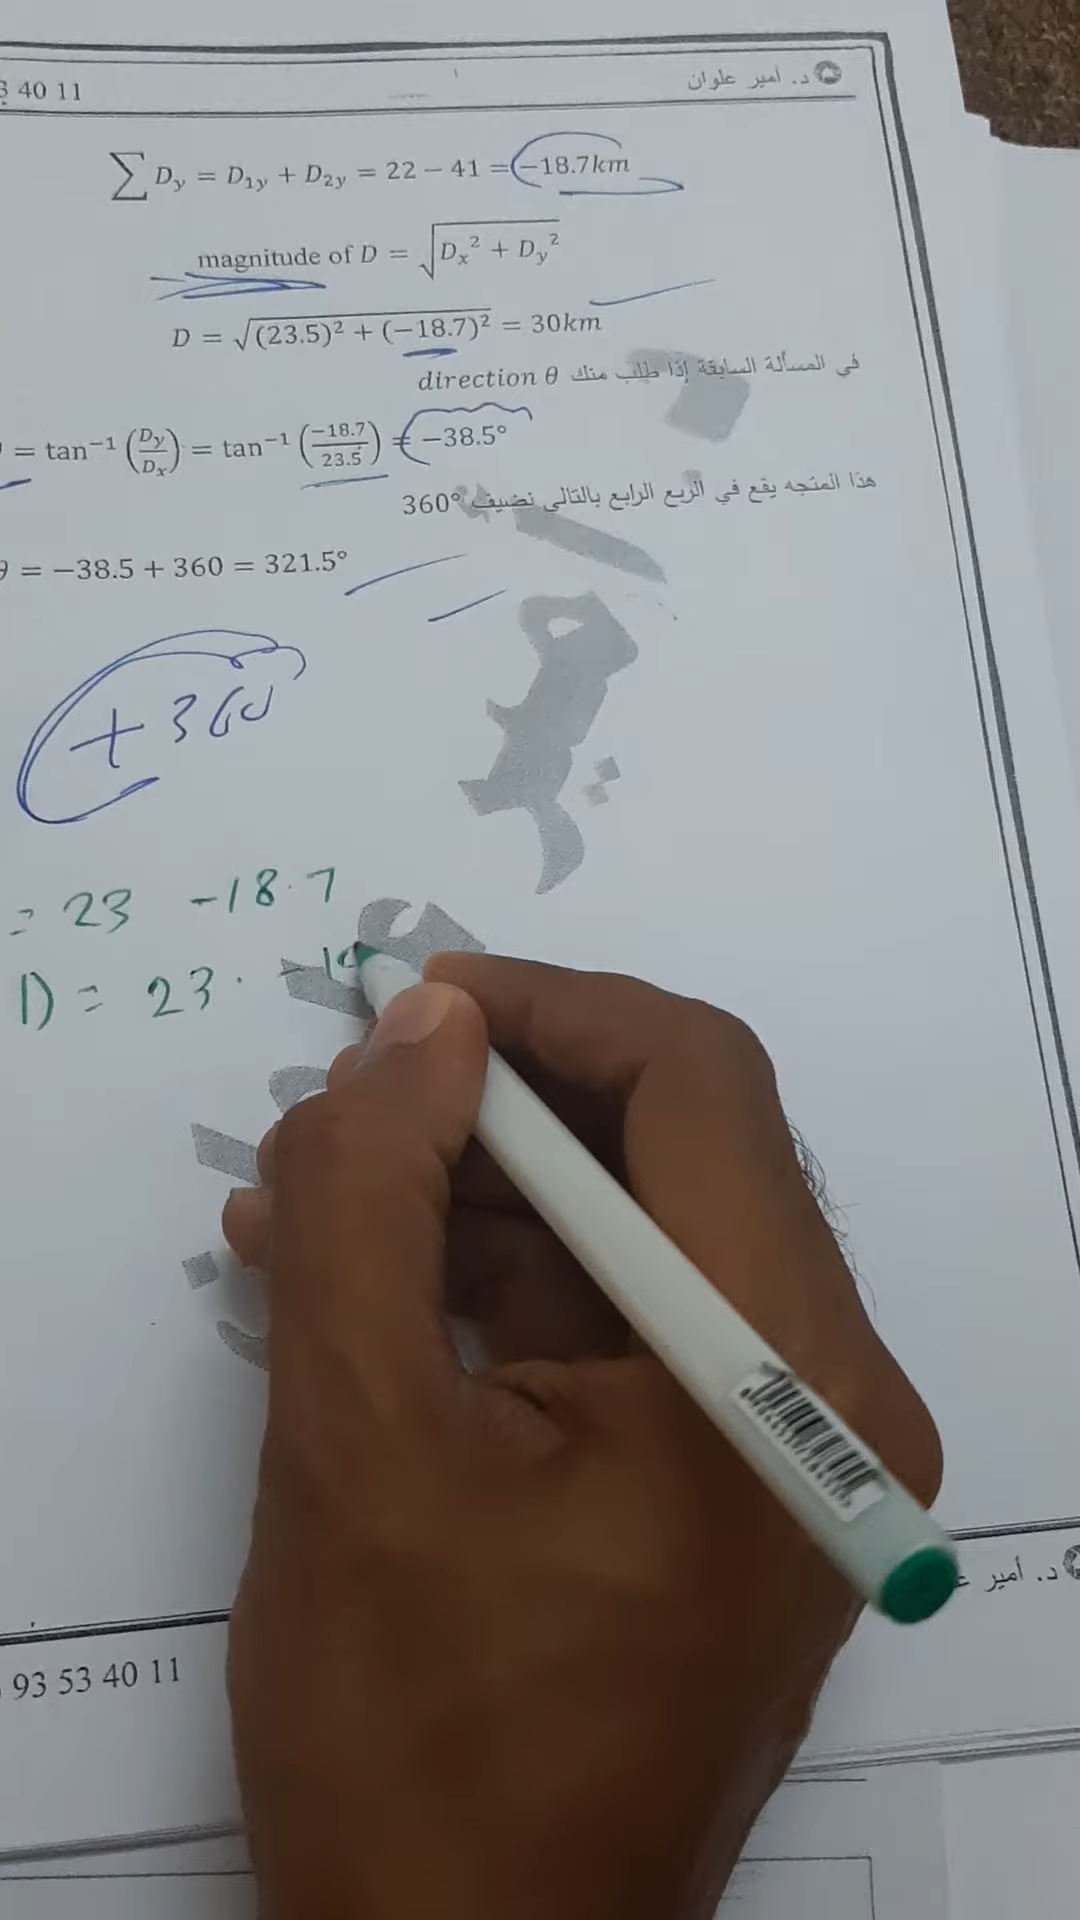 3 40 11
د. أمير علوان
∑ Dy = D1y + D2y = 22 − 41 = −18.7km
magnitude of D = √(Dx² + Dy²)
D = √((23.5)² + (−18.7)²) = 30km
في المسألة السابقة إذا طلب منك direction θ
= tan⁻¹ (Dy/Dx) = tan⁻¹ (−18.7/23.5) = −38.5°
هذا المتجه يقع في الربع الرابع بالتالي نضيف 360°
θ = −38.5 + 360 = 321.5°
+360
= 23 -18.7
D = 23. -1
د. أمير ع
93 53 40 11